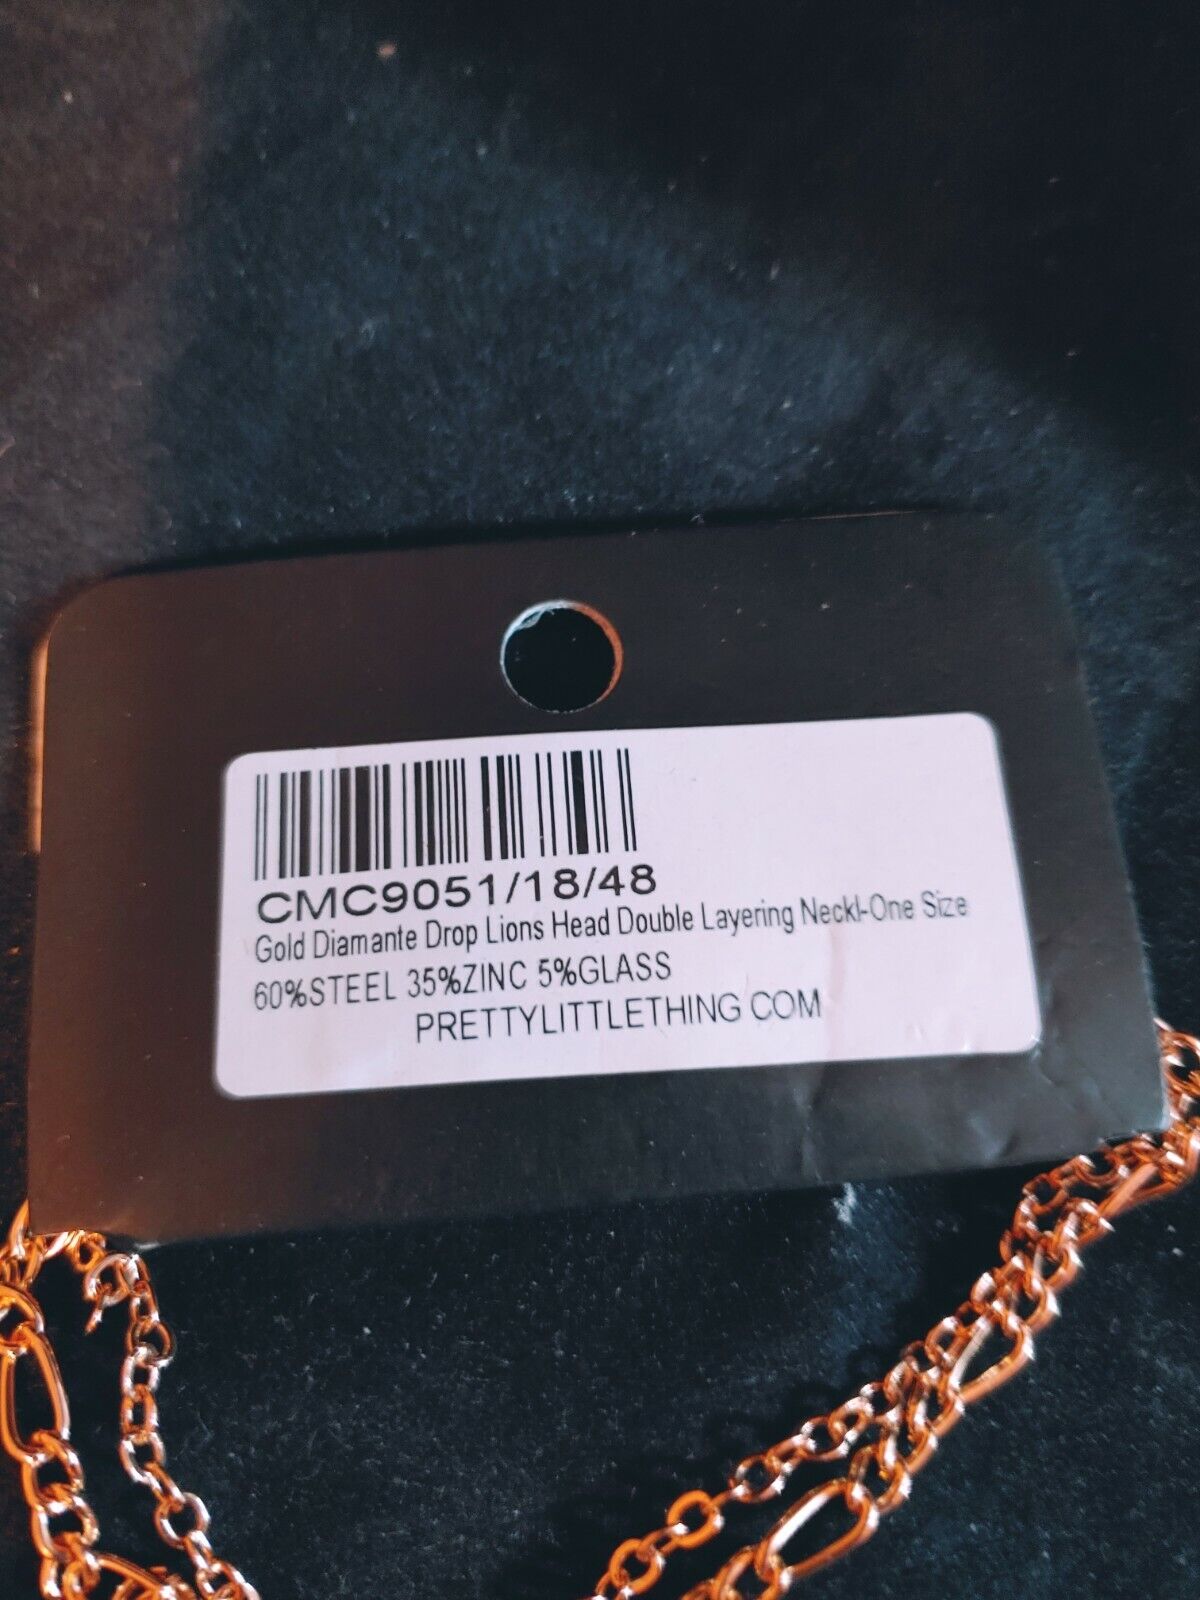 CMC9051/18/48
Gold Diamante Drop Lions Head Double Layering Neckl-One Size
60%STEEL 35%ZINC 5%GLASS
PRETTYLITTLETHING COM